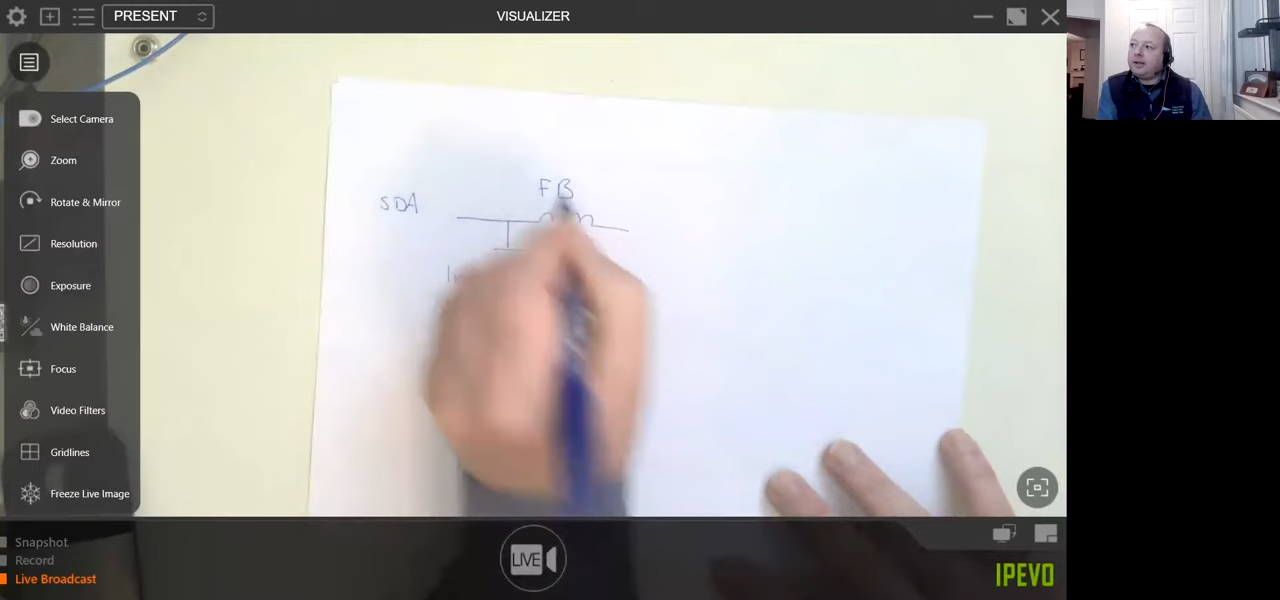 PRESENT
VISUALIZER
Select Camera
Zoom
Rotate & Mirror
Resolution
Exposure
White Balance
Focus
Video Filters
Gridlines
Freeze Live Image
FB
SDA
Snapshot
Record
Live Broadcast
LIVE
IPEVO